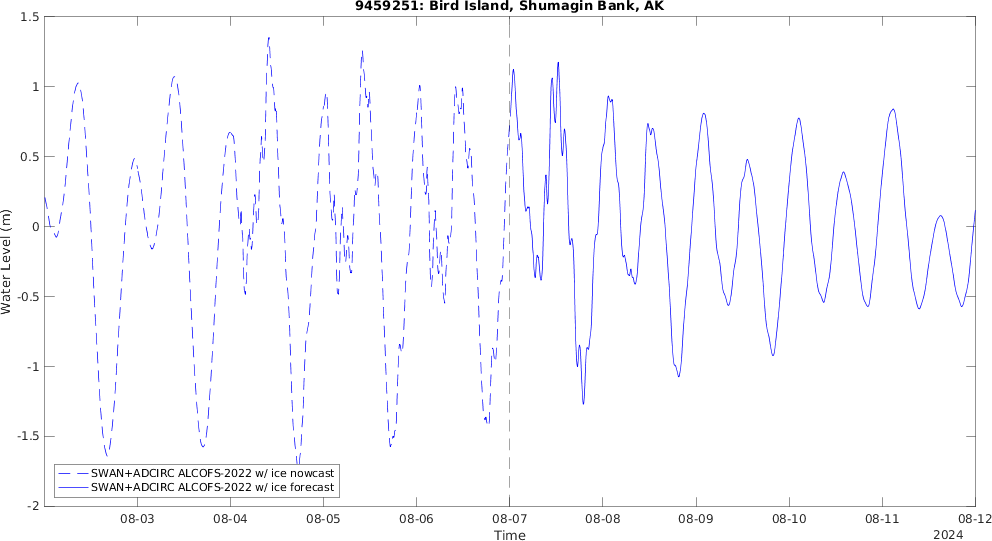 9459251: Bird Island, Shumagin Bank, AK
1.5
1
0.5
0
-0.5
-1
-1.5
-2
Water Level (m)
SWAN+ADCIRC ALCOFS-2022 w/ ice nowcast
SWAN+ADCIRC ALCOFS-2022 w/ ice forecast
08-03 08-04 08-05 08-06 08-07 08-08 08-09 08-10 08-11 08-12
Time
2024